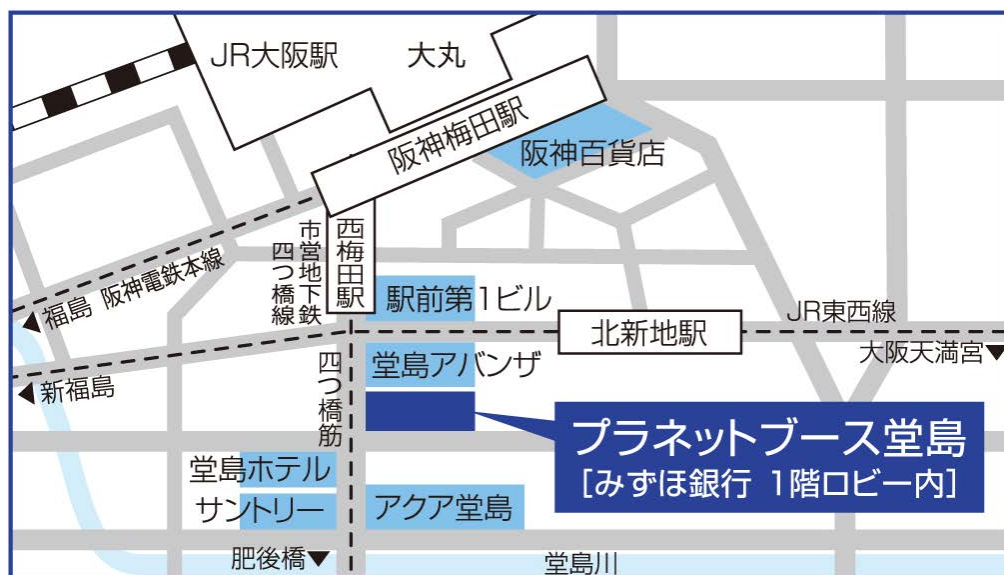 JR大阪駅
大丸
阪神梅田駅
阪神百貨店
西梅田駅
市営地下鉄
四つ橋線
◀福島 阪神電鉄本線
駅前第1ビル
北新地駅
JR東西線
大阪天満宮▼
◀新福島
四つ橋筋
堂島アバンザ
プラネットブース堂島
[みずほ銀行 1階ロビー内]
堂島ホテル
サントリー
アクア堂島
肥後橋▼
堂島川